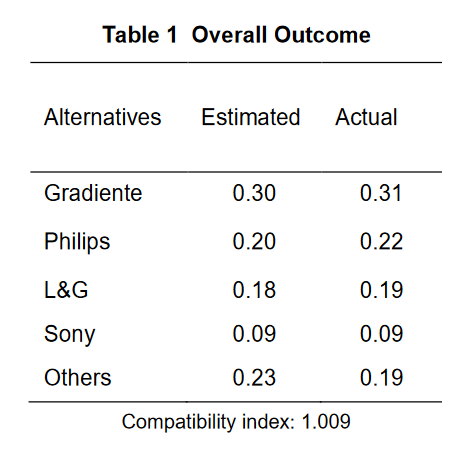 Table 1  Overall Outcome
Alternatives Estimated Actual
Gradiente 0.30 0.31
Philips 0.20 0.22
L&G 0.18 0.19
Sony 0.09 0.09
Others 0.23 0.19
Compatibility index: 1.009